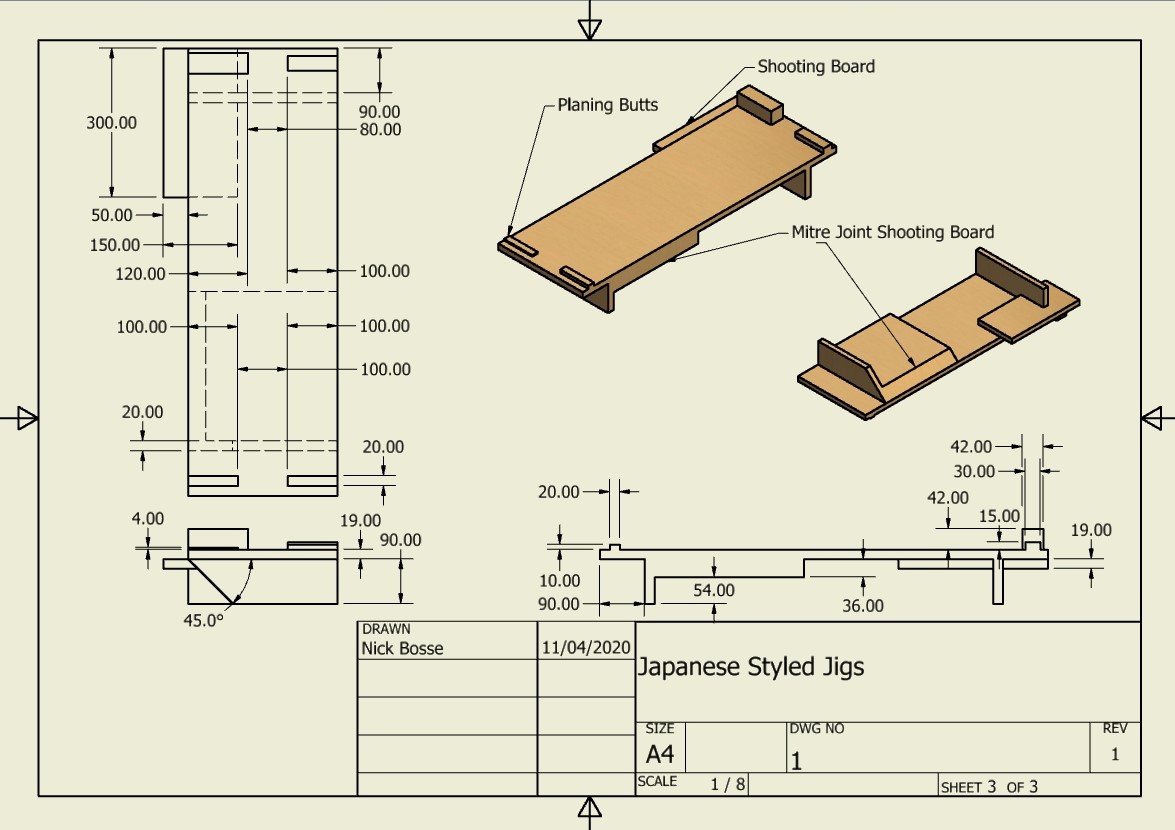 Shooting Board
Planing Butts
Mitre Joint Shooting Board
300.00
90.00
80.00
50.00
150.00
120.00
100.00
100.00
100.00
100.00
20.00
20.00
4.00
19.00
90.00
45.0°
42.00
30.00
20.00
42.00
15.00
19.00
10.00
90.00
54.00
36.00
DRAWN
Nick Bosse
11/04/2020
Japanese Styled Jigs
SIZE
A4
DWG NO
1
REV
1
SCALE
1 / 8
SHEET 3 OF 3